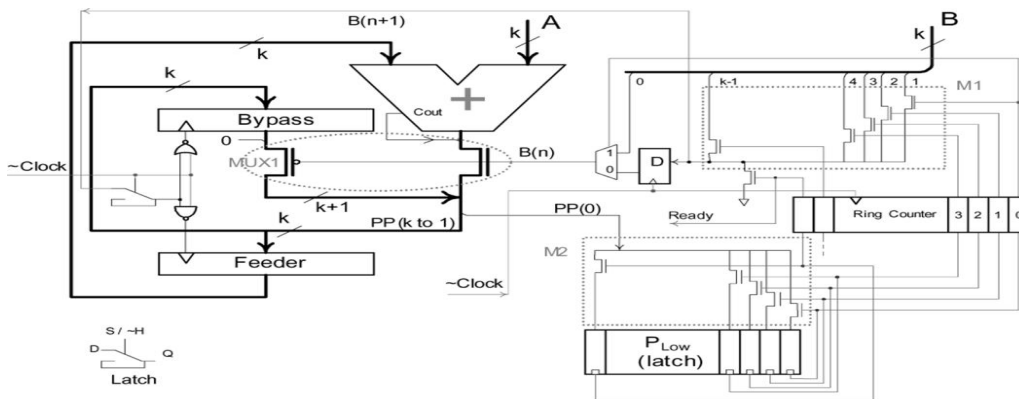 B(n+1)
A
B
k
k
k
k
0
k-1
4
3
2
1
M1
+
Bypass
Cout
0
MUX1
B(n)
1
0
D
~Clock
k+1
k
PP(k to 1)
PP(0)
Ready
Ring Counter
3
2
1
0
M2
Feeder
~Clock
S / ~H
D
Q
Latch
PLow
(latch)